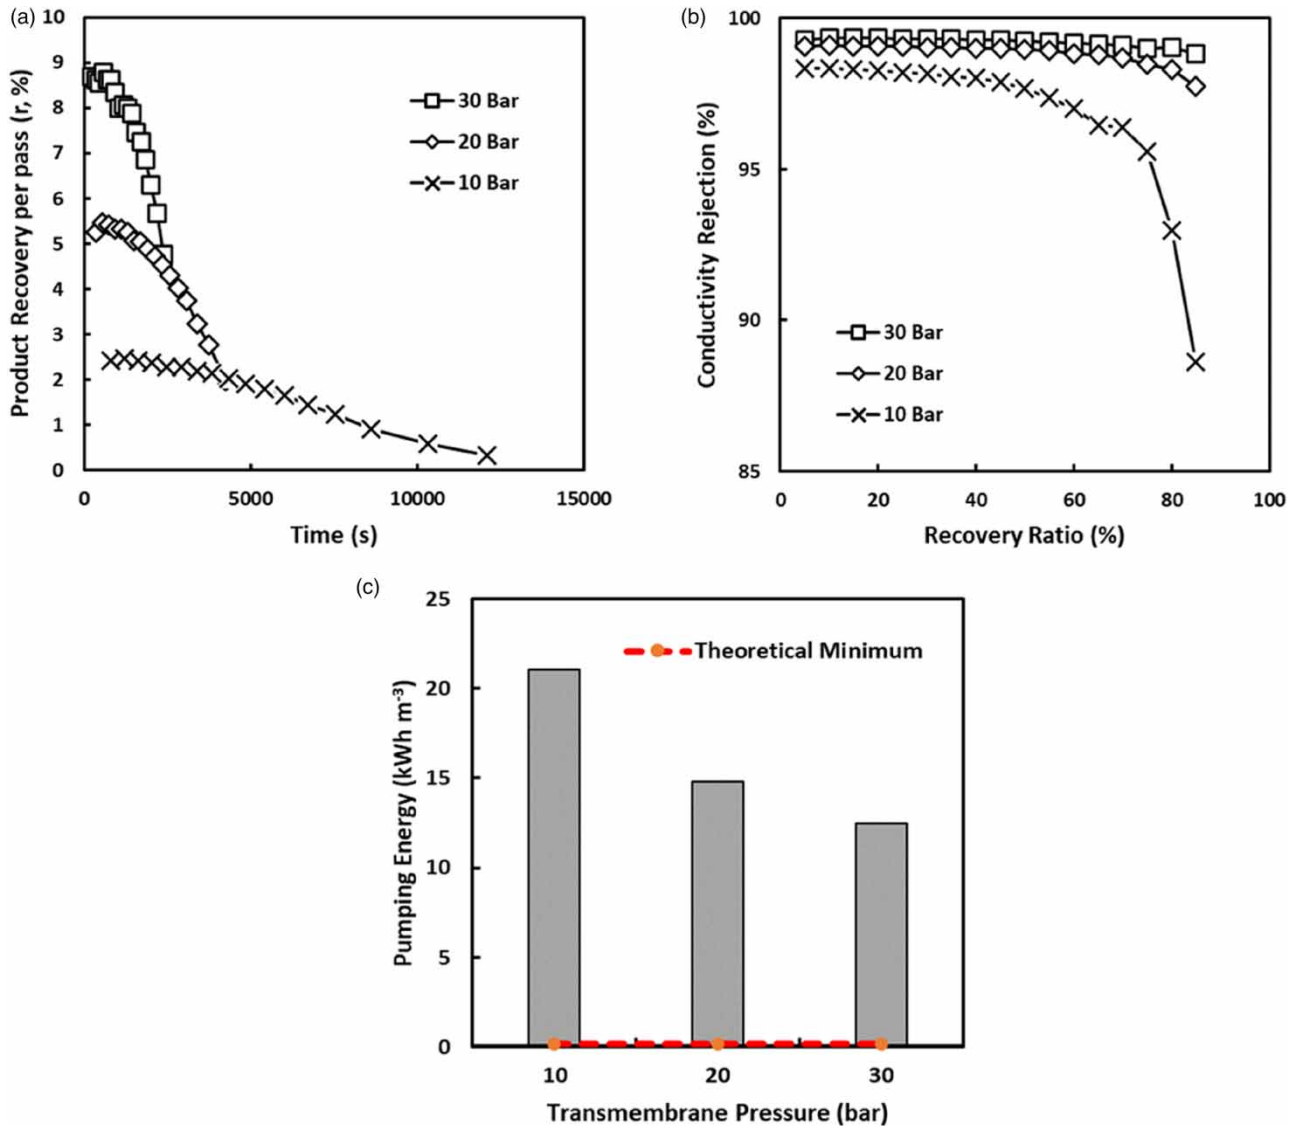 (a)
10
9
8
7
6
5
4
3
2
1
0
Product Recovery per pass (r, %)
30 Bar
20 Bar
10 Bar
0 5000 10000 15000
Time (s)
(b)
100
95
90
85
Conductivity Rejection (%)
30 Bar
20 Bar
10 Bar
0 20 40 60 80 100
Recovery Ratio (%)
(c)
25
20
15
10
5
0
Pumping Energy (kWh m⁻³)
Theoretical Minimum
10 20 30
Transmembrane Pressure (bar)